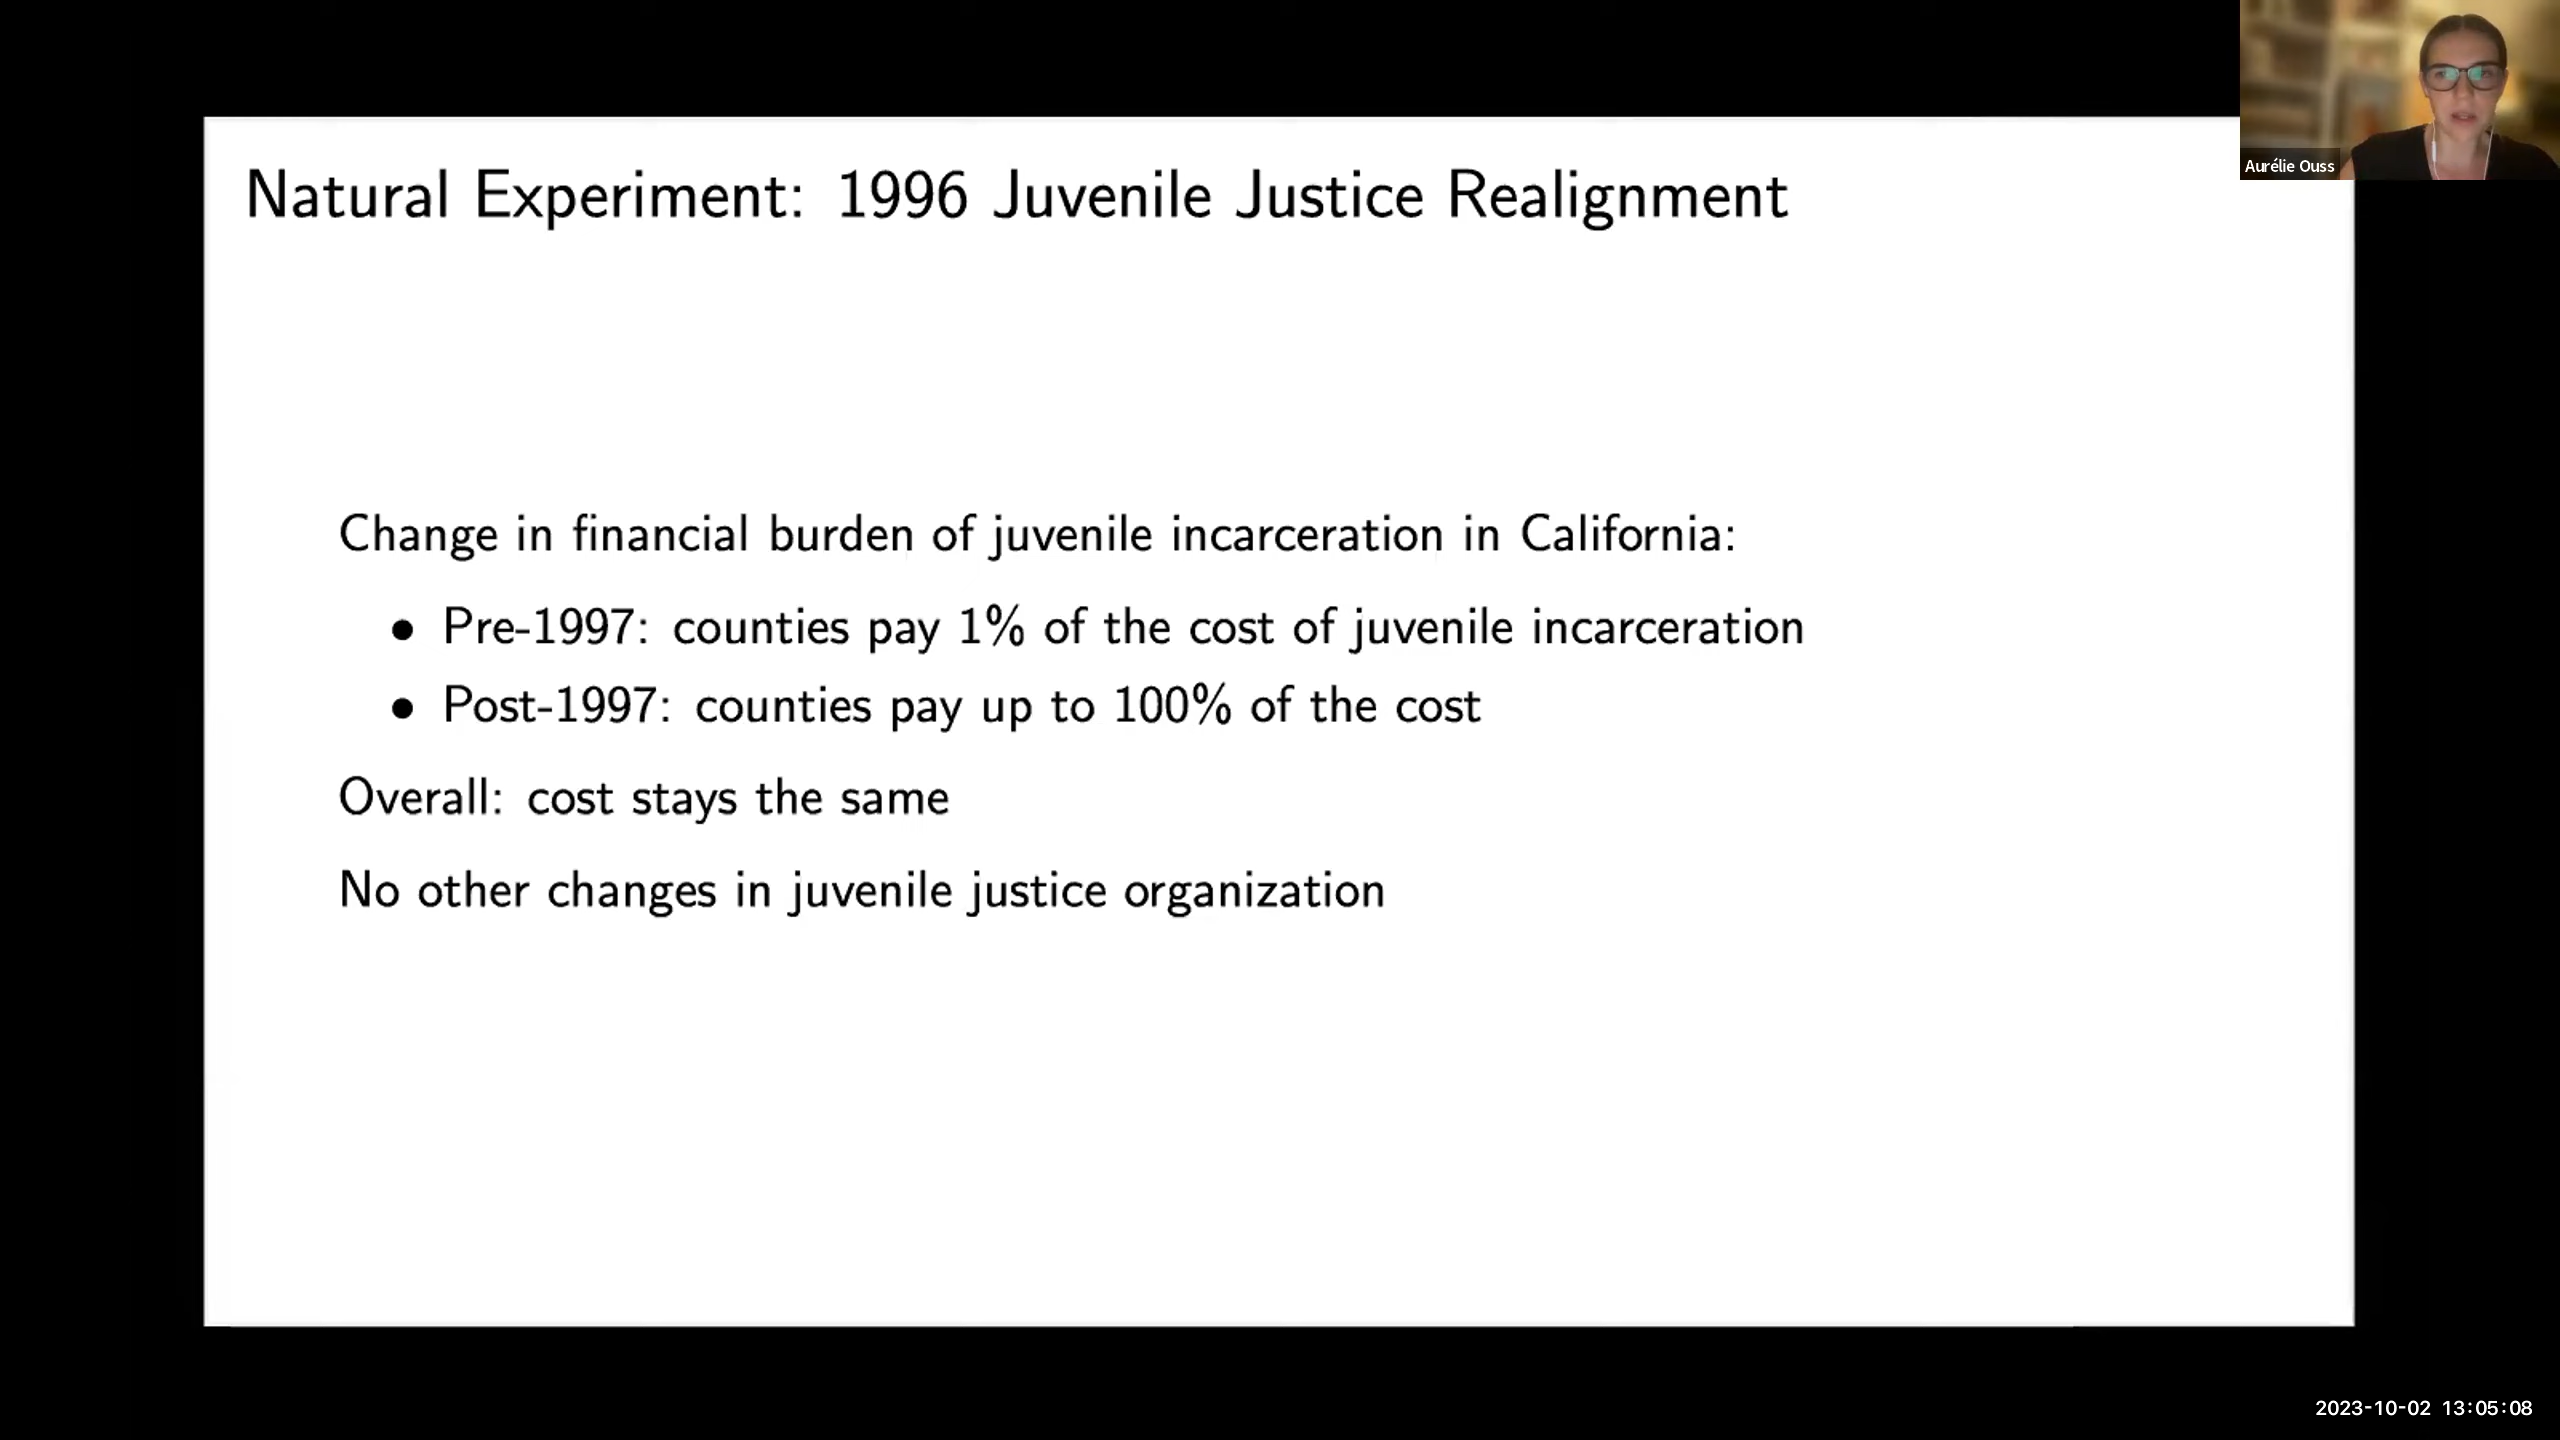 Aurélie Ouss
Natural Experiment: 1996 Juvenile Justice Realignment
Change in financial burden of juvenile incarceration in California:
• Pre-1997: counties pay 1% of the cost of juvenile incarceration
• Post-1997: counties pay up to 100% of the cost
Overall: cost stays the same
No other changes in juvenile justice organization
2023-10-02 13:05:08